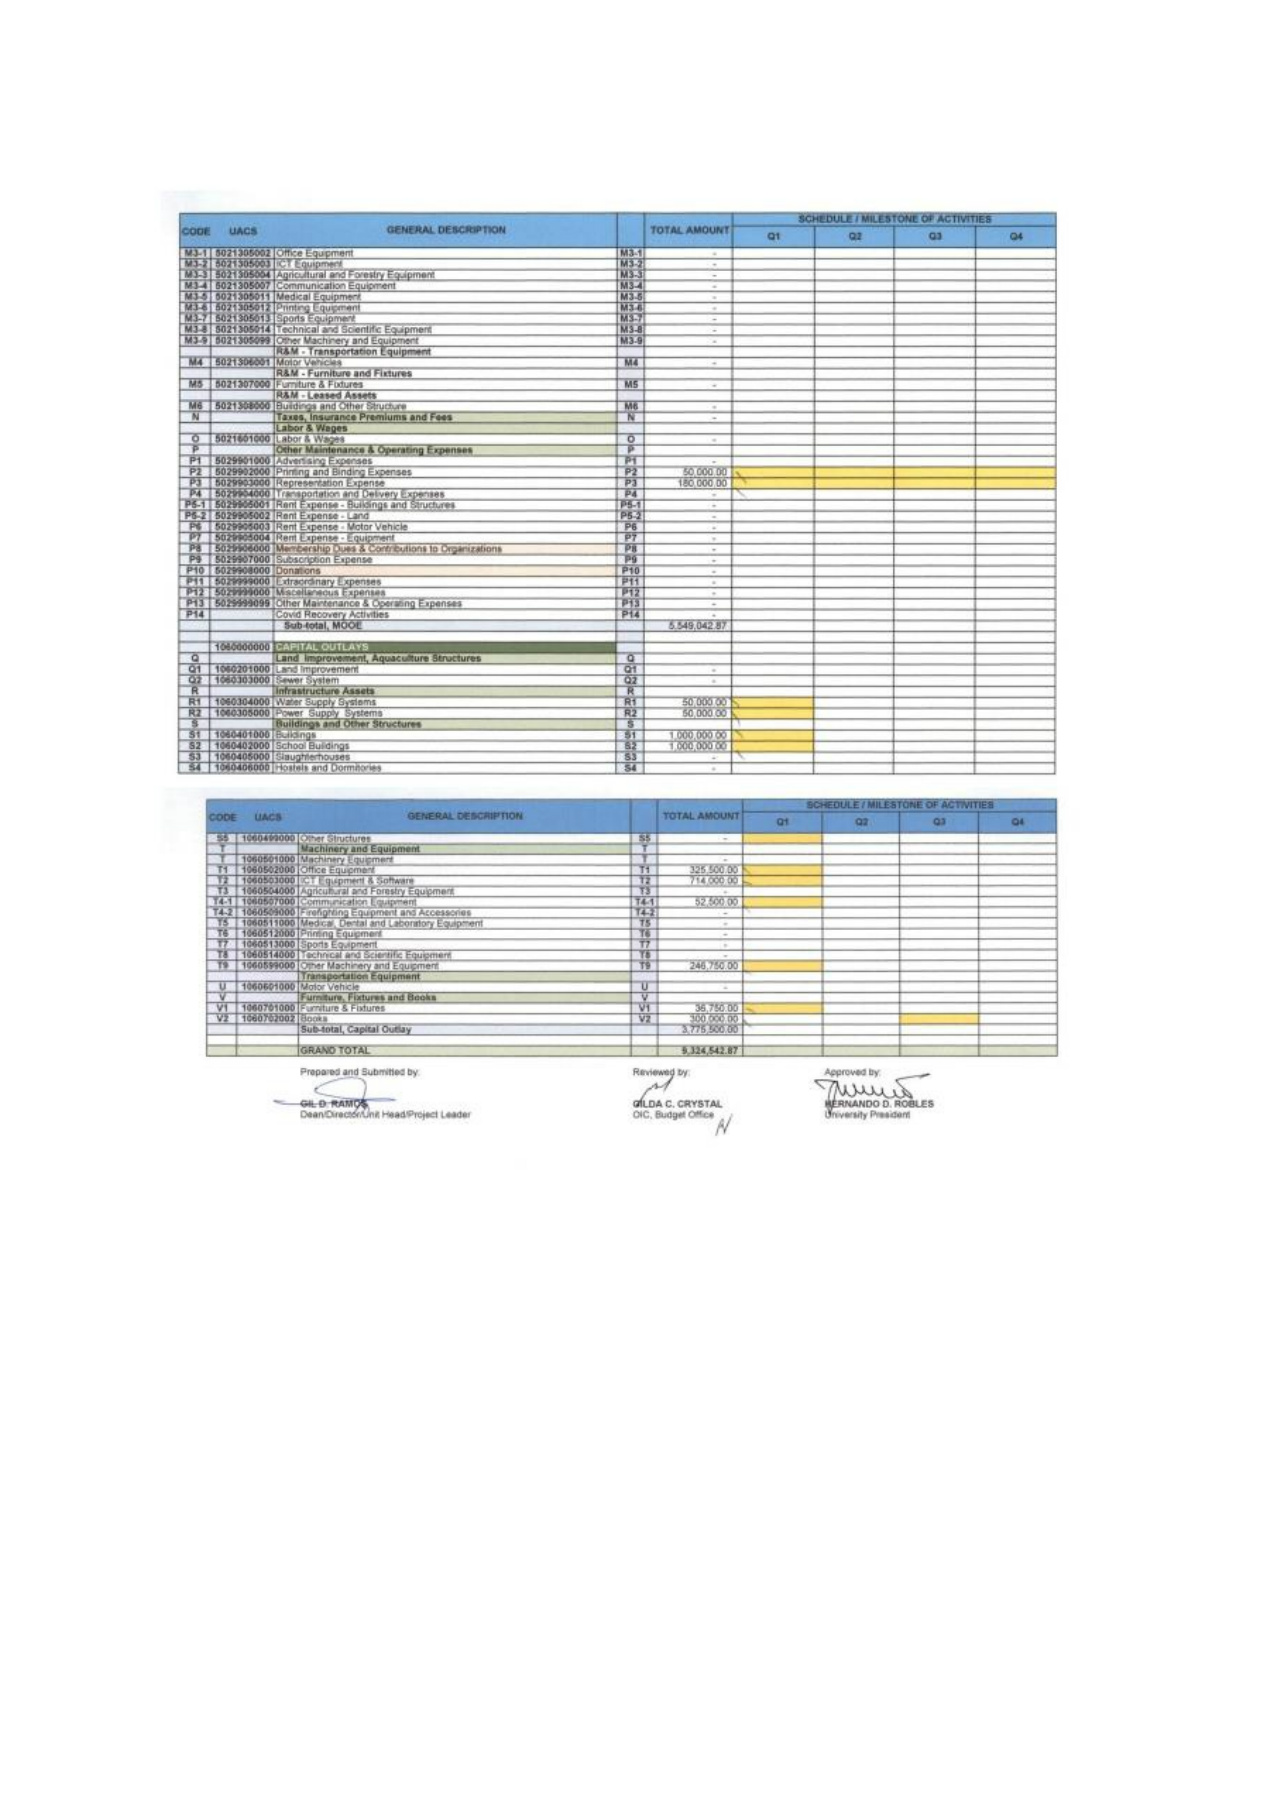 SCHEDULE / MILESTONE OF ACTIVITIES
CODE UACS GENERAL DESCRIPTION TOTAL AMOUNT Q1 Q2 Q3 Q4
M3-1 5021305002 Office Equipment M3-1 -
M3-2 5021305003 ICT Equipment M3-2 -
M3-3 5021305004 Agricultural and Forestry Equipment M3-3 -
M3-4 5021305007 Communication Equipment M3-4 -
M3-5 5021305011 Medical Equipment M3-5 -
M3-6 5021305012 Printing Equipment M3-6 -
M3-7 5021305013 Sports Equipment M3-7 -
M3-8 5021305014 Technical and Scientific Equipment M3-8 -
M3-9 5021305099 Other Machinery and Equipment M3-9 -
R&M - Transportation Equipment
M4 5021306001 Motor Vehicles M4 -
R&M - Furniture and Fixtures
M5 5021307000 Furniture & Fixtures M5 -
R&M - Leased Assets
M6 5021308000 Buildings and Other Structure M6 -
N Taxes, Insurance Premiums and Fees N -
Labor & Wages
O 5021601000 Labor & Wages O -
P Other Maintenance & Operating Expenses P
P1 5029901000 Advertising Expenses P1 -
P2 5029902000 Printing and Binding Expenses P2 50,000.00
P3 5029903000 Representation Expense P3 180,000.00
P4 5029904000 Transportation and Delivery Expenses P4 -
P5-1 5029905001 Rent Expense - Buildings and Structures P5-1 -
P5-2 5029905002 Rent Expense - Land P5-2 -
P6 5029905003 Rent Expense - Motor Vehicle P6 -
P7 5029905004 Rent Expense - Equipment P7 -
P8 5029906000 Membership Dues & Contributions to Organizations P8 -
P9 5029907000 Subscription Expense P9 -
P10 5029908000 Donations P10 -
P11 5029999000 Extraordinary Expenses P11 -
P12 5029999000 Miscellaneous Expenses P12 -
P13 5029999099 Other Maintenance & Operating Expenses P13 -
P14 Covid Recovery Activities P14 -
Sub-total, MOOE 5,549,042.87
1060000000 CAPITAL OUTLAYS
Q Land Improvement, Aquaculture Structures Q
Q1 1060201000 Land Improvement Q1 -
Q2 1060303000 Sewer System Q2 -
R Infrastructure Assets R
R1 1060304000 Water Supply Systems R1 50,000.00
R2 1060305000 Power Supply Systems R2 50,000.00
S Buildings and Other Structures S
S1 1060401000 Buildings S1 1,000,000.00
S2 1060402000 School Buildings S2 1,000,000.00
S3 1060405000 Slaughterhouses S3 -
S4 1060406000 Hostels and Dormitories S4 -
SCHEDULE / MILESTONE OF ACTIVITIES
CODE UACS GENERAL DESCRIPTION TOTAL AMOUNT Q1 Q2 Q3 Q4
S5 1060499000 Other Structures S5 -
T Machinery and Equipment T
T 1060501000 Machinery Equipment T -
T1 1060502000 Office Equipment T1 325,500.00
T2 1060503000 ICT Equipment & Software T2 714,000.00
T3 1060504000 Agricultural and Forestry Equipment T3 -
T4-1 1060507000 Communication Equipment T4-1 52,500.00
T4-2 1060509000 Firefighting Equipment and Accessories T4-2 -
T5 1060511000 Medical, Dental and Laboratory Equipment T5 -
T6 1060512000 Printing Equipment T6 -
T7 1060513000 Sports Equipment T7 -
T8 1060514000 Technical and Scientific Equipment T8 -
T9 1060599000 Other Machinery and Equipment T9 246,750.00
Transportation Equipment
U 1060601000 Motor Vehicle U -
V Furniture, Fixtures and Books V
V1 1060701000 Furniture & Fixtures V1 36,750.00
V2 1060702002 Books V2 300,000.00
Sub-total, Capital Outlay 3,775,500.00
GRAND TOTAL 9,324,542.87
Prepared and Submitted by: Reviewed by: Approved by:
GIL D. RAMOS GILDA C. CRYSTAL HERNANDO D. ROBLES
Dean/Director/Unit Head/Project Leader OIC, Budget Office University President